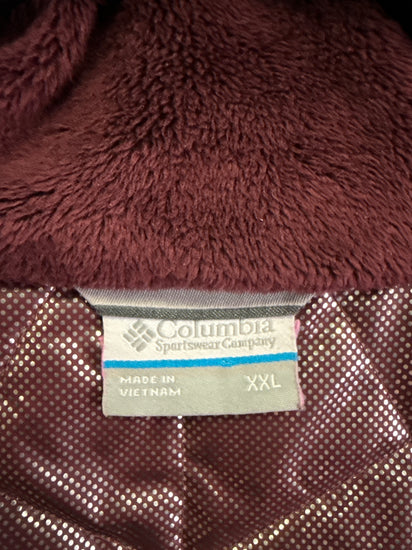 Columbia
Sportswear Company
MADE IN
VIETNAM
XXL